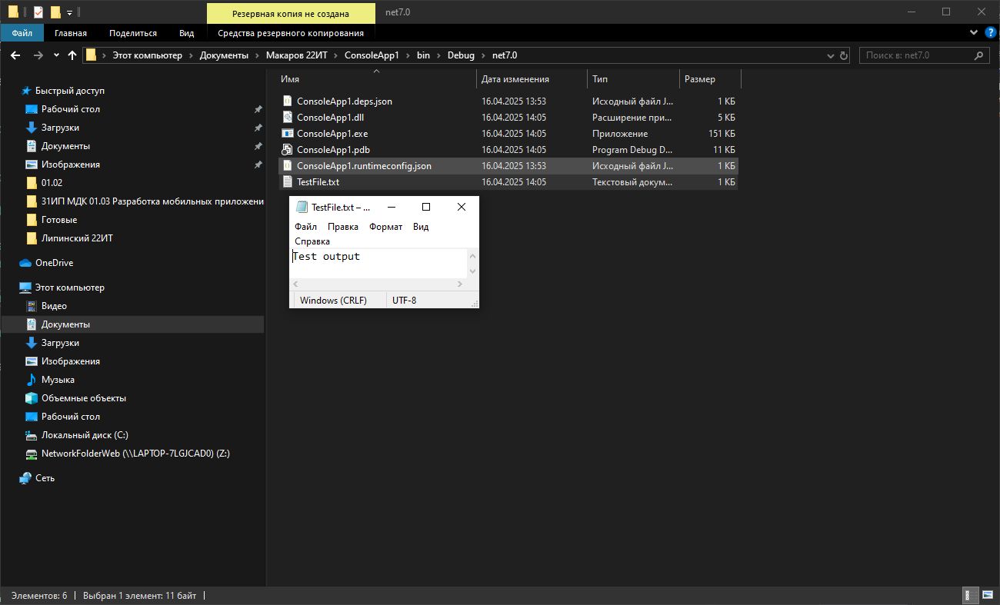 Резервная копия не создана
net7.0
Файл
Главная
Поделиться
Вид
Средства резервного копирования
Этот компьютер
Документы
Макаров 22ИТ
ConsoleApp1
bin
Debug
net7.0
Поиск в: net7.0
Быстрый доступ
Рабочий стол
Загрузки
Документы
Изображения
01.02
31ИП МДК 01.03 Разработка мобильных приложени
Готовые
Липинский 22ИТ
OneDrive
Этот компьютер
Видео
Документы
Загрузки
Изображения
Музыка
Объемные объекты
Рабочий стол
Локальный диск (C:)
NetworkFolderWeb (\\LAPTOP-7LGJCAD0) (Z:)
Сеть
Имя Дата изменения Тип Размер
ConsoleApp1.deps.json 16.04.2025 13:53 Исходный файл J... 1 КБ
ConsoleApp1.dll 16.04.2025 14:05 Расширение при... 5 КБ
ConsoleApp1.exe 16.04.2025 14:05 Приложение 151 КБ
ConsoleApp1.pdb 16.04.2025 14:05 Program Debug D... 11 КБ
ConsoleApp1.runtimeconfig.json 16.04.2025 13:53 Исходный файл J... 1 КБ
TestFile.txt 16.04.2025 14:05 Текстовый докум... 1 КБ
TestFile.txt – ...
Файл Правка Формат Вид
Справка
Test output
Windows (CRLF) UTF-8
Элементов: 6 Выбран 1 элемент: 11 байт